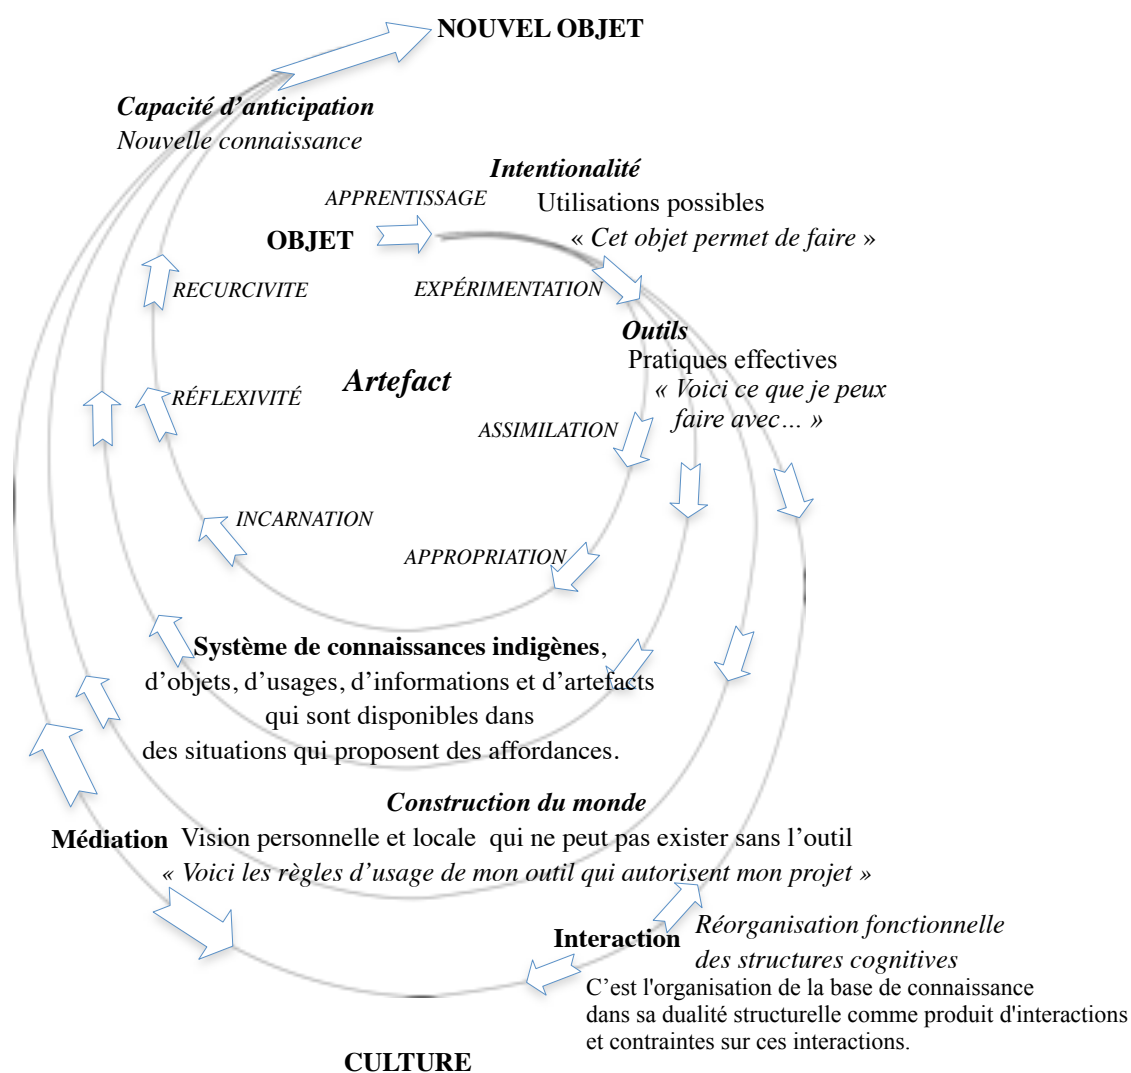 NOUVEL OBJET
Capacité d'anticipation
Nouvelle connaissance
Intentionalité
APPRENTISSAGE
Utilisations possibles
OBJET
« Cet objet permet de faire »
RECURCIVITE
EXPÉRIMENTATION
Outils
Pratiques effectives
Artefact
« Voici ce que je peux
faire avec… »
RÉFLEXIVITÉ
ASSIMILATION
INCARNATION
APPROPRIATION
Système de connaissances indigènes,
d'objets, d'usages, d'informations et d'artefacts
qui sont disponibles dans
des situations qui proposent des affordances.
Construction du monde
Médiation Vision personnelle et locale qui ne peut pas exister sans l'outil
« Voici les règles d'usage de mon outil qui autorisent mon projet »
Interaction
Réorganisation fonctionnelle
des structures cognitives
C'est l'organisation de la base de connaissance
dans sa dualité structurelle comme produit d'interactions
et contraintes sur ces interactions.
CULTURE